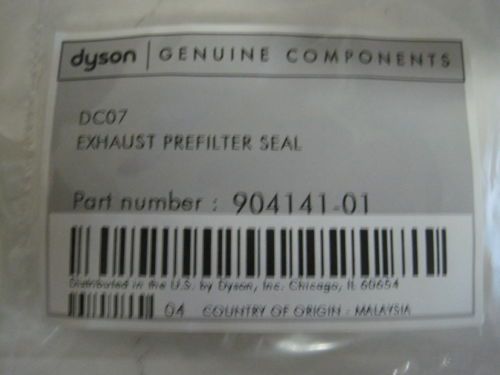 dyson | GENUINE COMPONENTS
DC07
EXHAUST PREFILTER SEAL
Part number : 904141-01
Distributed in the U.S. by Dyson, Inc. Chicago, IL 60654
04 COUNTRY OF ORIGIN - MALAYSIA